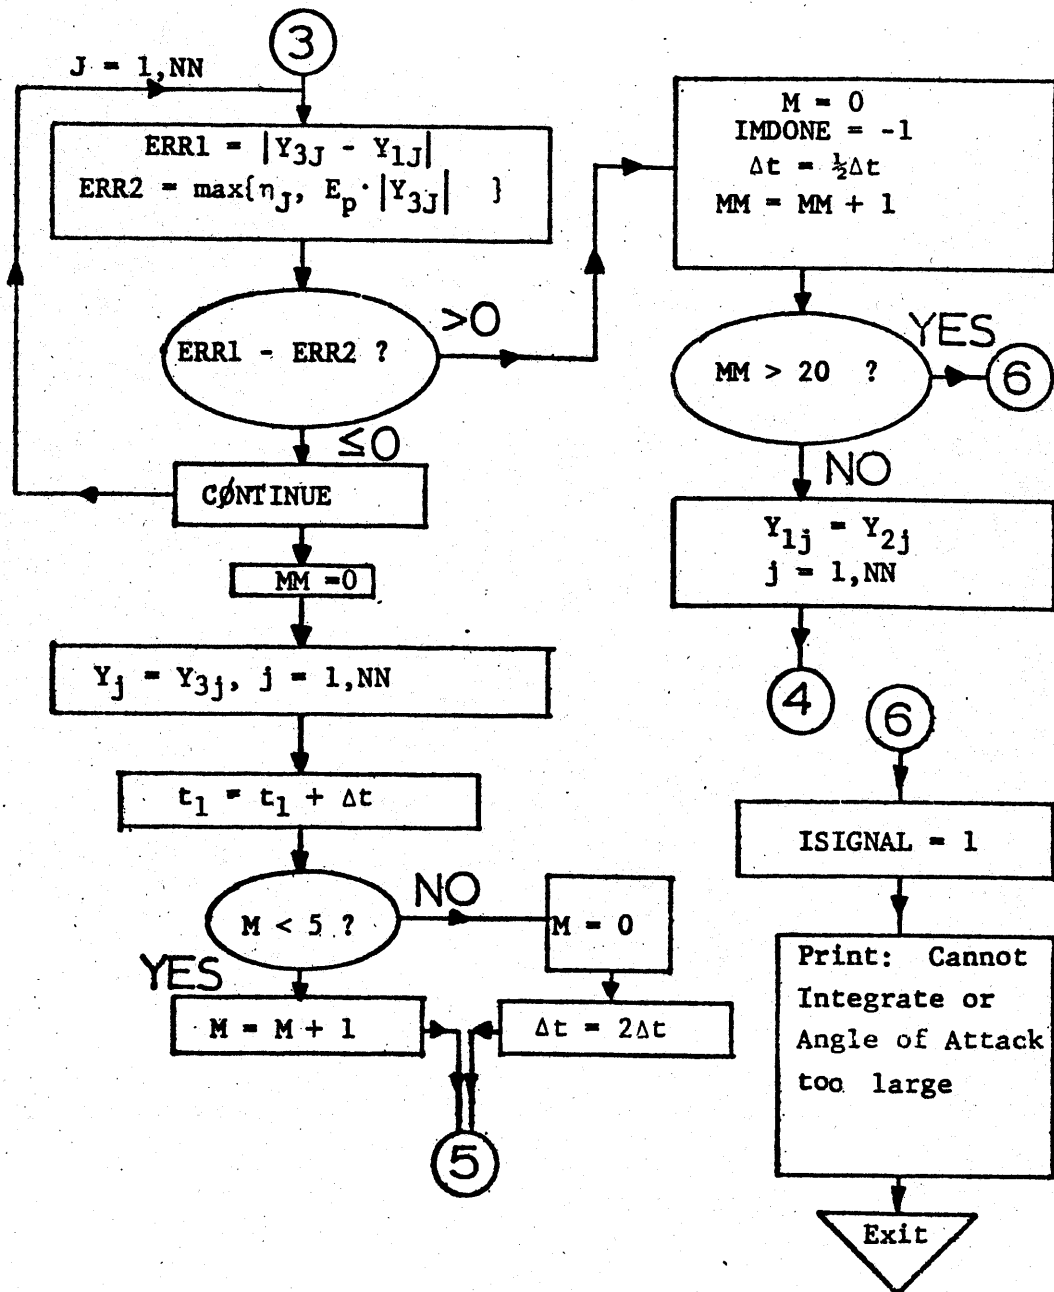 3
J = 1,NN
ERR1 = |Y3J - Y1J|
ERR2 = max{ηJ, Ep·|Y3J| }
ERR1 - ERR2 ?
>0
≤0
CØNTINUE
MM =0
Yj = Y3j, j = 1,NN
t1 = t1 + Δt
M < 5 ?
NO
YES
M = 0
M = M + 1
Δt = 2Δt
5
M = 0
IMDONE = -1
Δt = ½Δt
MM = MM + 1
MM > 20 ?
YES
6
NO
Y1j = Y2j
j = 1,NN
4
6
ISIGNAL = 1
Print: Cannot
Integrate or
Angle of Attack
too large
Exit